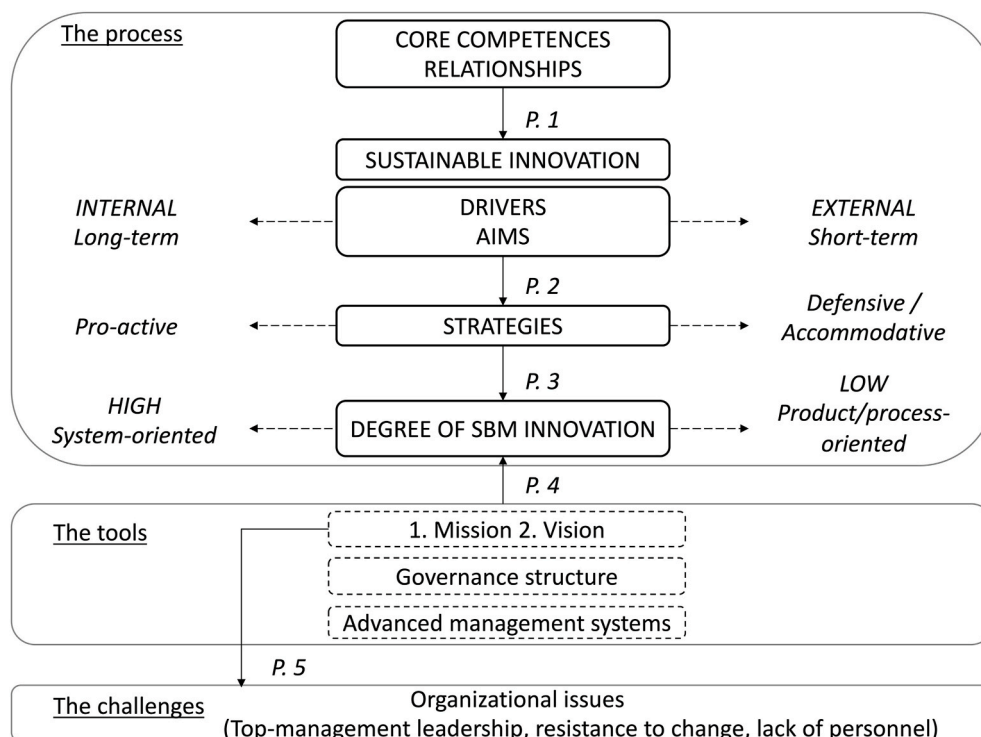 The process
CORE COMPETENCES
RELATIONSHIPS
P. 1
SUSTAINABLE INNOVATION
INTERNAL
Long-term
DRIVERS
AIMS
EXTERNAL
Short-term
P. 2
Pro-active
STRATEGIES
Defensive /
Accommodative
P. 3
HIGH
System-oriented
DEGREE OF SBM INNOVATION
LOW
Product/process-
oriented
P. 4
The tools
1. Mission 2. Vision
Governance structure
Advanced management systems
P. 5
The challenges
Organizational issues
(Top-management leadership, resistance to change, lack of personnel)